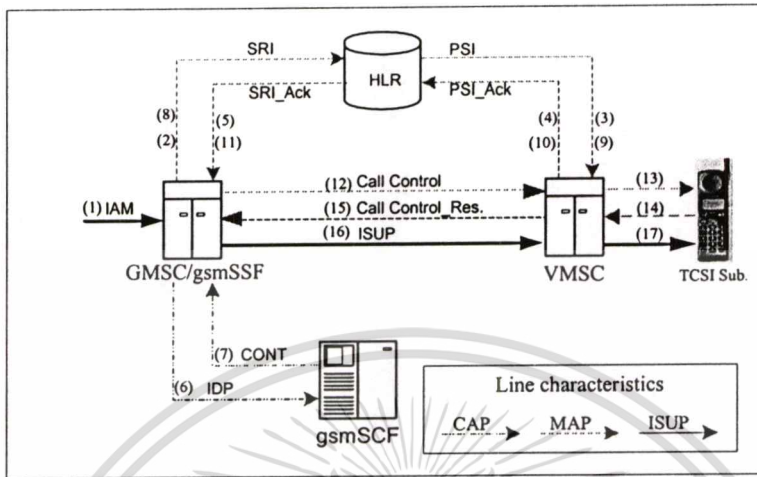 SRI
PSI
HLR
SRI_Ack
PSI_Ack
(8)
(2)
(5)
(11)
(4)
(10)
(3)
(9)
(12) Call Control
(13)
(1) IAM
(15) Call Control_Res.
(14)
(16) ISUP
(17)
GMSC/gsmSSF
VMSC
TCSI Sub.
(7) CONT
(6) IDP
gsmSCF
Line characteristics
CAP
MAP
ISUP